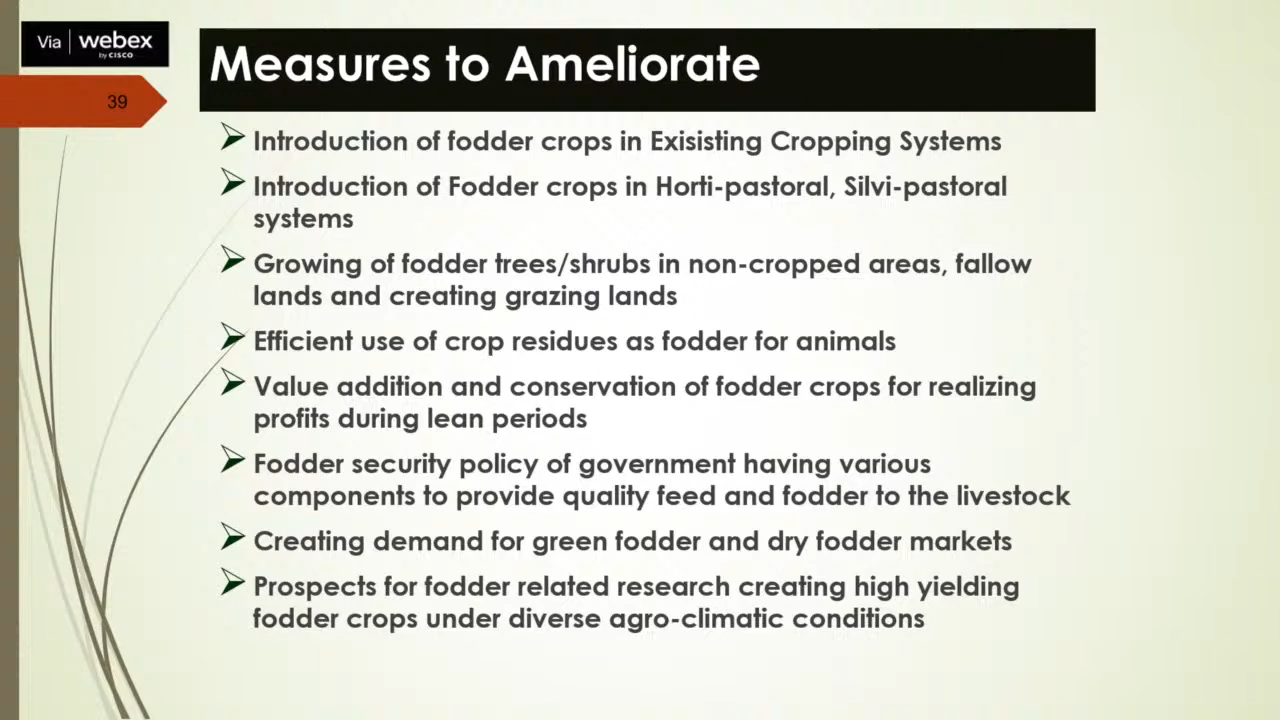 Via | webex
by CISCO
39
Measures to Ameliorate
Introduction of fodder crops in Exisisting Cropping Systems
Introduction of Fodder crops in Horti-pastoral, Silvi-pastoral
systems
Growing of fodder trees/shrubs in non-cropped areas, fallow
lands and creating grazing lands
Efficient use of crop residues as fodder for animals
Value addition and conservation of fodder crops for realizing
profits during lean periods
Fodder security policy of government having various
components to provide quality feed and fodder to the livestock
Creating demand for green fodder and dry fodder markets
Prospects for fodder related research creating high yielding
fodder crops under diverse agro-climatic conditions